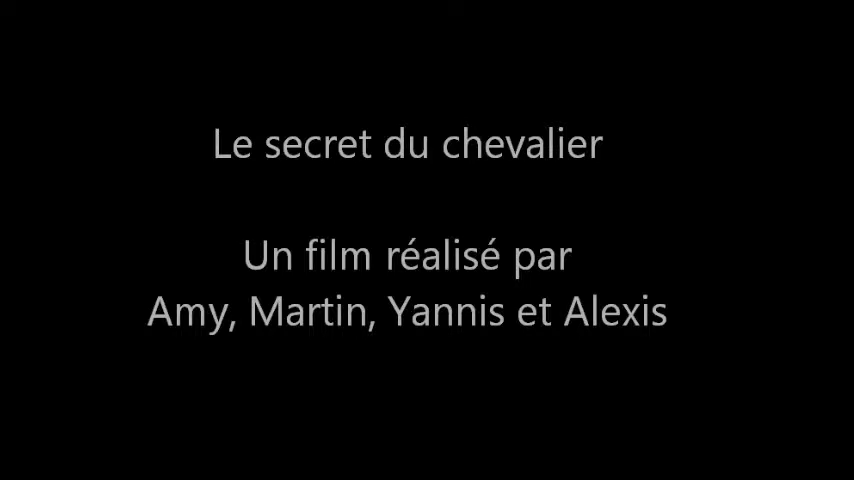 Le secret du chevalier
Un film réalisé par
Amy, Martin, Yannis et Alexis